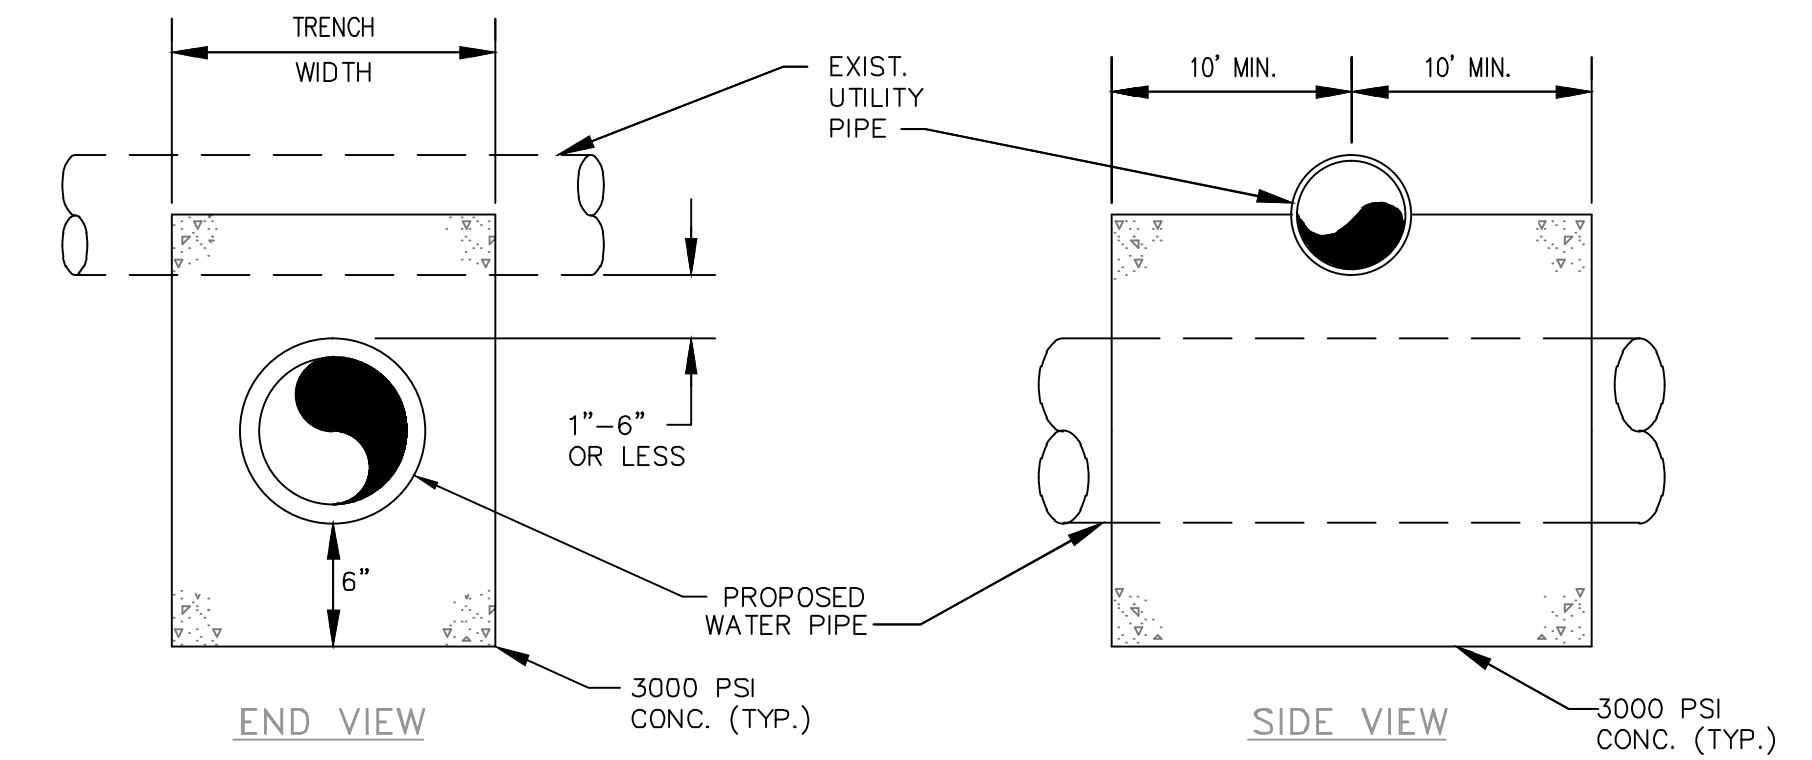 TRENCH
WIDTH
EXIST.
UTILITY
PIPE
10' MIN.
10' MIN.
1”–6”
OR LESS
6”
PROPOSED
WATER PIPE
3000 PSI
CONC. (TYP.)
END VIEW
SIDE VIEW
3000 PSI
CONC. (TYP.)